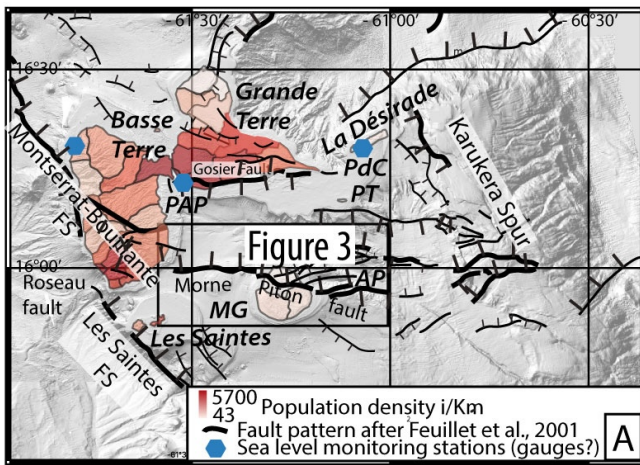 -61°30' -61°00' -60°30'
16°30'
Grande
Terre
Basse
Terre
La Désirade
Gosier Faul
PdC
PT
PAP
Karukera Spur
Montserrat-Bouillante
FS
Figure 3
16°00'
Roseau
fault
Morne
Piton
fault
AP
MG
Les Saintes
Les Saintes
FS
5700
43
Population density i/Km
Fault pattern after Feuillet et al., 2001
Sea level monitoring stations (gauges?)
A